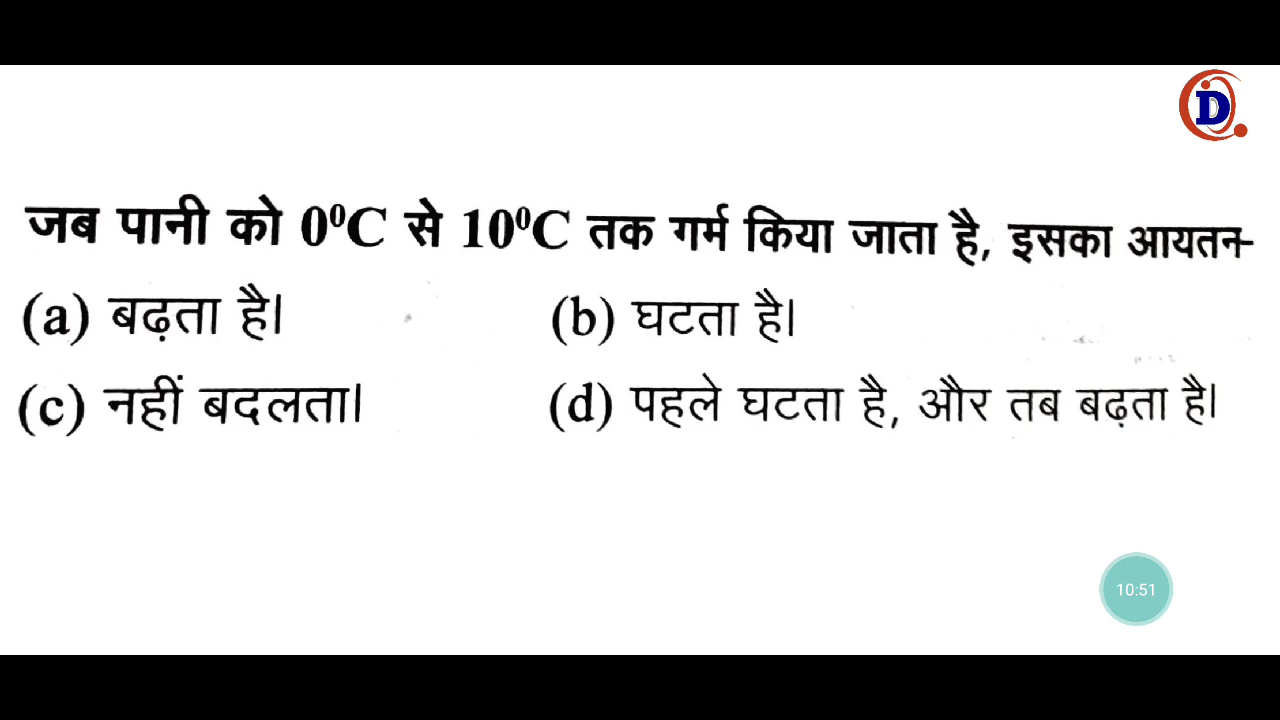 D
जब पानी को 0⁰C से 10⁰C तक गर्म किया जाता है, इसका आयतन-
(a) बढ़ता है। (b) घटता है।
(c) नहीं बदलता। (d) पहले घटता है, और तब बढ़ता है।
10:51